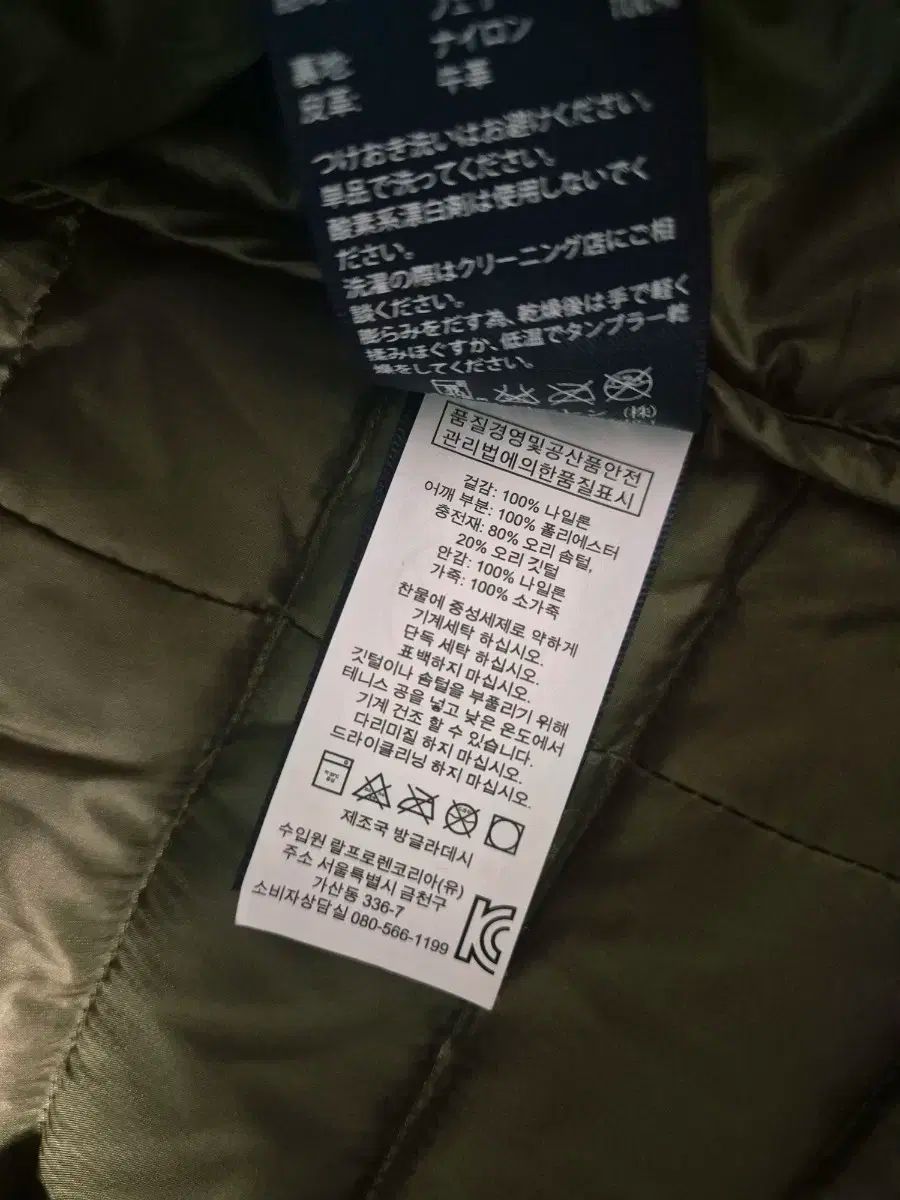 ナイロン
裏地:
牛革
皮革:
つけおき洗いはお避けください。
単品で洗ってください。
酸素系漂白剤は使用しないでく
ださい。
洗濯の際はクリーニング店にご相
談ください。
膨らみをだす為、乾燥後は手で軽く
揉みほぐすか、低温でタンブラー乾
燥をしてください。
(株)
품질경영및공산품안전
관리법에의한품질표시
겉감: 100% 나일론
어깨 부분: 100% 폴리에스터
충전재: 80% 오리 솜털,
20% 오리 깃털
안감: 100% 나일론
가죽: 100% 소가죽
찬물에 중성세제로 약하게
기계세탁 하십시오.
단독 세탁 하십시오.
표백하지 마십시오.
깃털이나 솜털을 부풀리기 위해
테니스 공을 넣고 낮은 온도에서
기계 건조 할 수 있습니다.
다리미질 하지 마십시오.
드라이클리닝 하지 마십시오.
제조국 방글라데시
수입원 랄프로렌코리아(유)
주소 서울특별시 금천구
가산동 336-7
소비자상담실 080-566-1199
KC